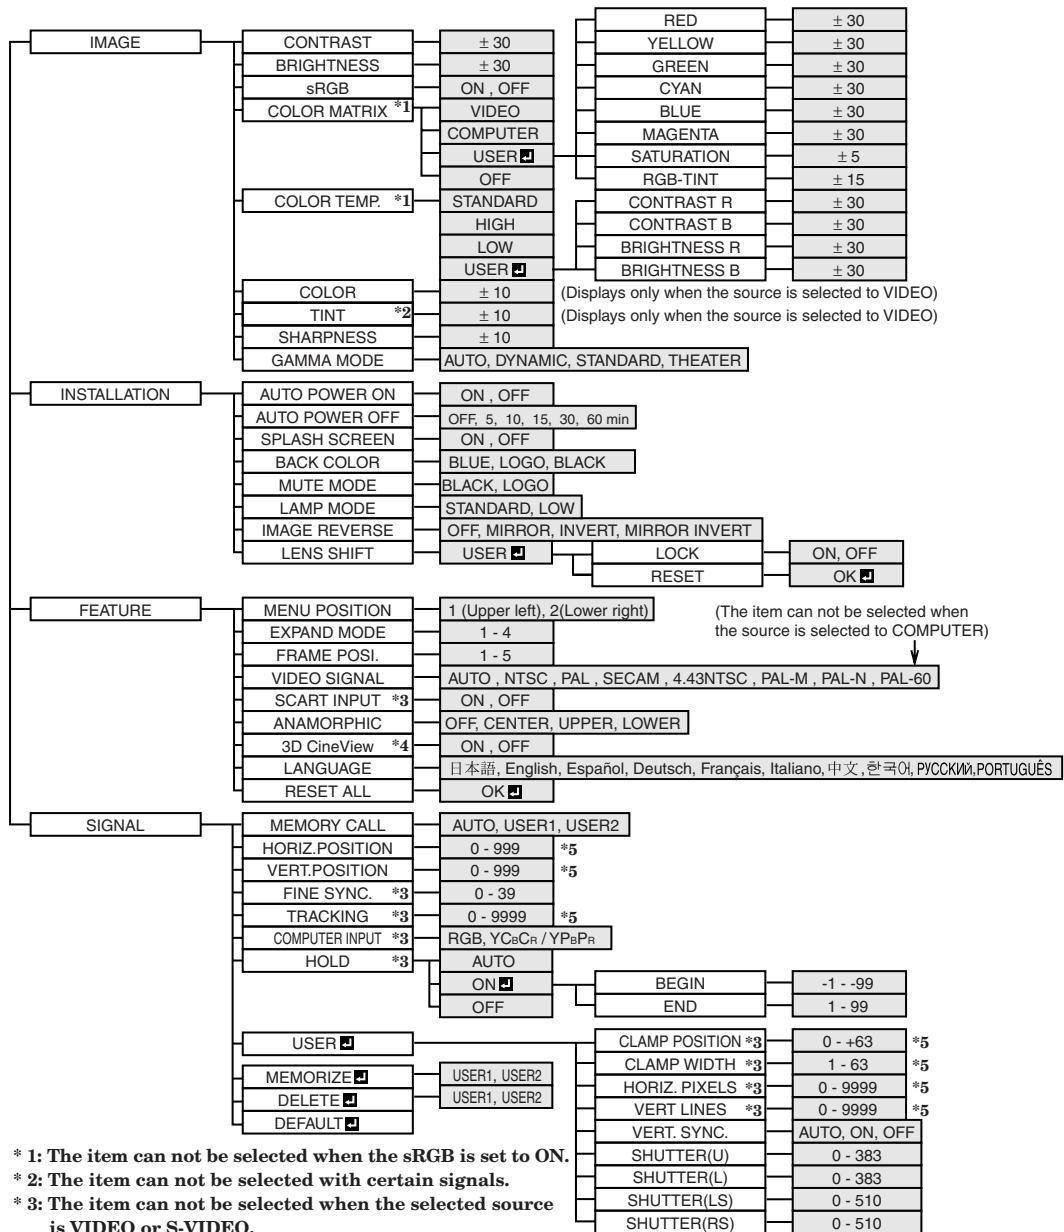 RED ± 30
IMAGE CONTRAST ± 30 YELLOW ± 30
BRIGHTNESS ± 30 GREEN ± 30
sRGB ON , OFF CYAN ± 30
COLOR MATRIX *1 VIDEO BLUE ± 30
COMPUTER MAGENTA ± 30
USER SATURATION ± 5
OFF RGB-TINT ± 15
COLOR TEMP. *1 STANDARD CONTRAST R ± 30
HIGH CONTRAST B ± 30
LOW BRIGHTNESS R ± 30
USER BRIGHTNESS B ± 30
COLOR ± 10 (Displays only when the source is selected to VIDEO)
TINT *2 ± 10 (Displays only when the source is selected to VIDEO)
SHARPNESS ± 10
GAMMA MODE AUTO, DYNAMIC, STANDARD, THEATER
INSTALLATION AUTO POWER ON ON , OFF
AUTO POWER OFF OFF, 5, 10, 15, 30, 60 min
SPLASH SCREEN ON , OFF
BACK COLOR BLUE, LOGO, BLACK
MUTE MODE BLACK, LOGO
LAMP MODE STANDARD, LOW
IMAGE REVERSE OFF, MIRROR, INVERT, MIRROR INVERT
LENS SHIFT USER LOCK ON, OFF
RESET OK
FEATURE MENU POSITION 1 (Upper left), 2(Lower right) (The item can not be selected when
EXPAND MODE 1 - 4 the source is selected to COMPUTER)
FRAME POSI. 1 - 5
VIDEO SIGNAL AUTO , NTSC , PAL , SECAM , 4.43NTSC , PAL-M , PAL-N , PAL-60
SCART INPUT *3 ON , OFF
ANAMORPHIC OFF, CENTER, UPPER, LOWER
3D CineView *4 ON , OFF
LANGUAGE 日本語, English, Español, Deutsch, Français, Italiano, 中文, 한국어, РУССКИЙ, PORTUGUÊS
RESET ALL OK
SIGNAL MEMORY CALL AUTO, USER1, USER2
HORIZ.POSITION 0 - 999 *5
VERT.POSITION 0 - 999 *5
FINE SYNC. *3 0 - 39
TRACKING *3 0 - 9999 *5
COMPUTER INPUT *3 RGB, YCBCR / YPBPR
HOLD *3 AUTO
ON BEGIN -1 - -99
OFF END 1 - 99
USER CLAMP POSITION *3 0 - +63 *5
CLAMP WIDTH *3 1 - 63 *5
MEMORIZE USER1, USER2 HORIZ. PIXELS *3 0 - 9999 *5
DELETE USER1, USER2 VERT LINES *3 0 - 9999 *5
DEFAULT VERT. SYNC. AUTO, ON, OFF
* 1: The item can not be selected when the sRGB is set to ON. SHUTTER(U) 0 - 383
* 2: The item can not be selected with certain signals. SHUTTER(L) 0 - 383
* 3: The item can not be selected when the selected source SHUTTER(LS) 0 - 510
is VIDEO or S-VIDEO. SHUTTER(RS) 0 - 510